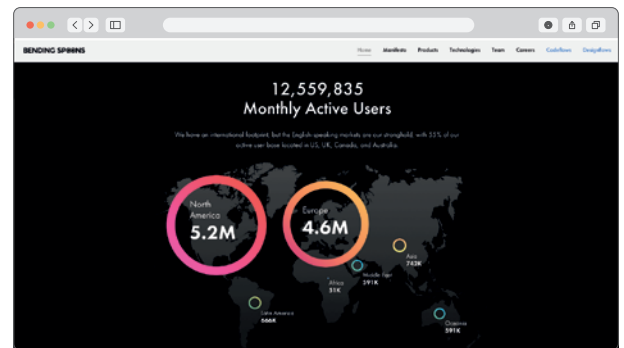 BENDING SPOONS
Home Manifesto Products Technologies Team Careers Codeflows Designflows
12,559,835
Monthly Active Users
We have an international footprint, but the English-speaking markets are our stronghold, with 55% of our
active user base located in US, UK, Canada, and Australia.
North
America
5.2M
Europe
4.6M
Asia
742K
Middle East
391K
Africa
51K
Latin America
666K
Oceania
591K